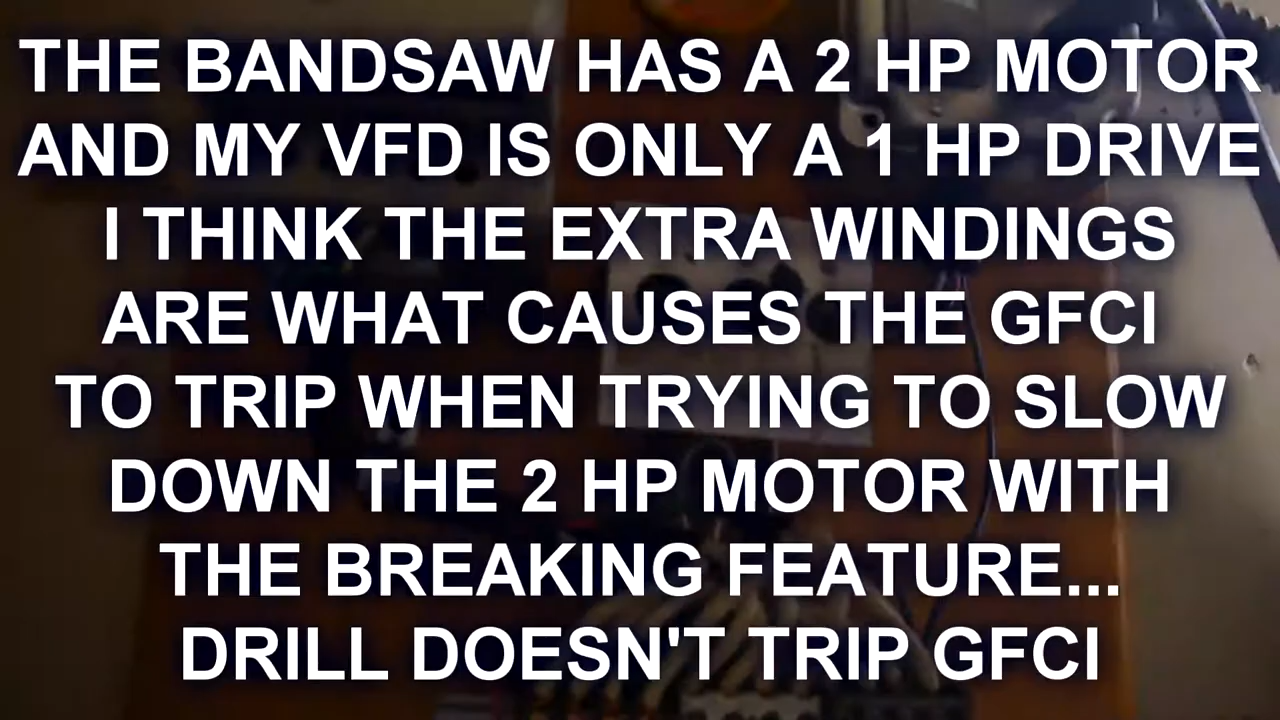 THE BANDSAW HAS A 2 HP MOTOR
AND MY VFD IS ONLY A 1 HP DRIVE
I THINK THE EXTRA WINDINGS
ARE WHAT CAUSES THE GFCI
TO TRIP WHEN TRYING TO SLOW
DOWN THE 2 HP MOTOR WITH
THE BREAKING FEATURE...
DRILL DOESN'T TRIP GFCI